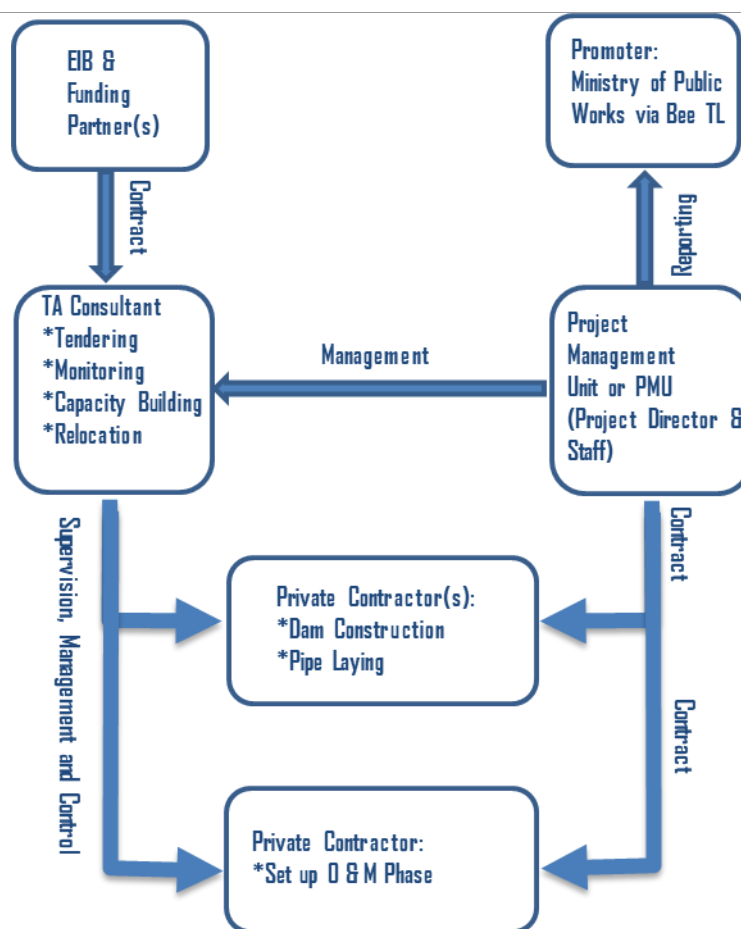 EIB &
Funding
Partner(s)
Promoter:
Ministry of Public
Works via Bee TL
Contract
Reporting
TA Consultant
*Tendering
*Monitoring
*Capacity Building
*Relocation
Management
Project
Management
Unit or PMU
(Project Director &
Staff)
Supervision, Management and Control
Contract
Private Contractor(s):
*Dam Construction
*Pipe Laying
Contract
Private Contractor:
*Set up O & M Phase